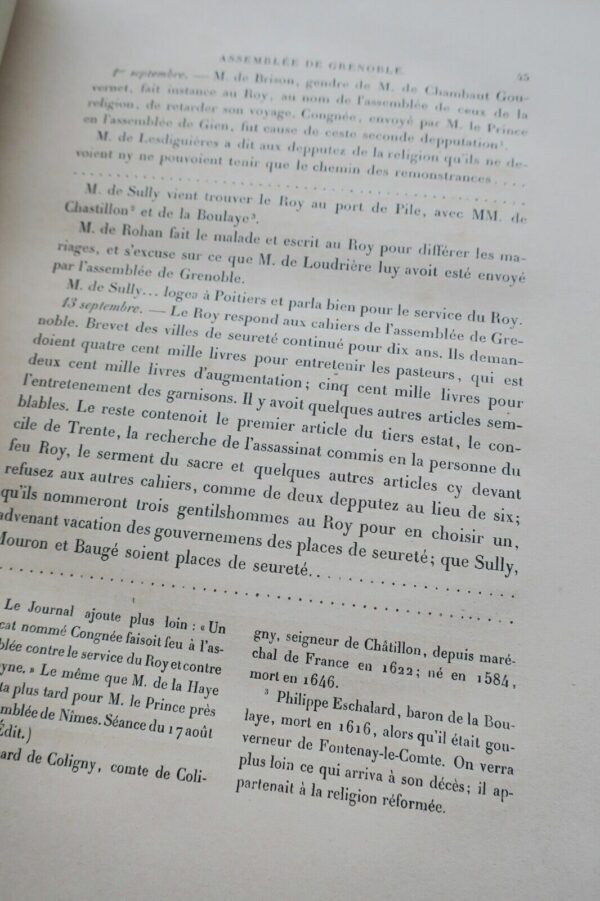 ASSEMBLÉE DE GRENOBLE. 45
1er septembre. — M. de Brison, gendre de M. de Chambaut Gou-
vernet, fait instance au Roy, au nom de l'assemblée de ceux de la
religion, de retarder son voyage. Congnée, envoyé par M. le Prince
en l'assemblée de Gien, fut cause de ceste seconde depputation¹.
M. de Lesdiguières a dit aux depputez de la religion qu'ils ne de-
voient ny ne pouvoient tenir que le chemin des remonstrances....
M. de Sully vient trouver le Roy au port de Pile, avec MM. de
Chastillon² et de la Boulaye³.
M. de Rohan fait le malade et escrit au Roy pour différer les ma-
riages, et s'excuse sur ce que M. de Loudrière luy avoit esté envoyé
par l'assemblée de Grenoble.
M. de Sully... logea à Poitiers et parla bien pour le service du Roy.
13 septembre. — Le Roy respond aux cahiers de l'assemblée de Gre-
noble. Brevet des villes de seureté continué pour dix ans. Ils deman-
doient quatre cent mille livres pour entretenir les pasteurs, qui est
deux cent mille livres d'augmentation; cinq cent mille livres pour
l'entretenement des garnisons. Il y avoit quelques autres articles sem-
blables. Le reste contenoit le premier article du tiers estat, le con-
cile de Trente, la recherche de l'assassinat commis en la personne du
feu Roy, le serment du sacre et quelques autres articles cy devant
refusez aux autres cahiers, comme de deux depputez au lieu de six;
qu'ils nommeront trois gentilshommes au Roy pour en choisir un,
advenant vacation des gouvernemens des places de seureté; que Sully,
Mouron et Baugé soient places de seureté.
Le Journal ajoute plus loin : « Un
cat nommé Congnée faisoit feu à l'as-
blée contre le service du Roy et contre
yne. » Le même que M. de la Haye
ta plus tard pour M. le Prince près
emblée de Nîmes. Séance du 17 août
Édit.)
ard de Coligny, comte de Coli-
gny, seigneur de Châtillon, depuis maré-
chal de France en 1622; né en 1584,
mort en 1646.
³ Philippe Eschalard, baron de la Bou-
laye, mort en 1616, alors qu'il était gou-
verneur de Fontenay-le-Comte. On verra
plus loin ce qui arriva à son décès; il ap-
partenait à la religion réformée.